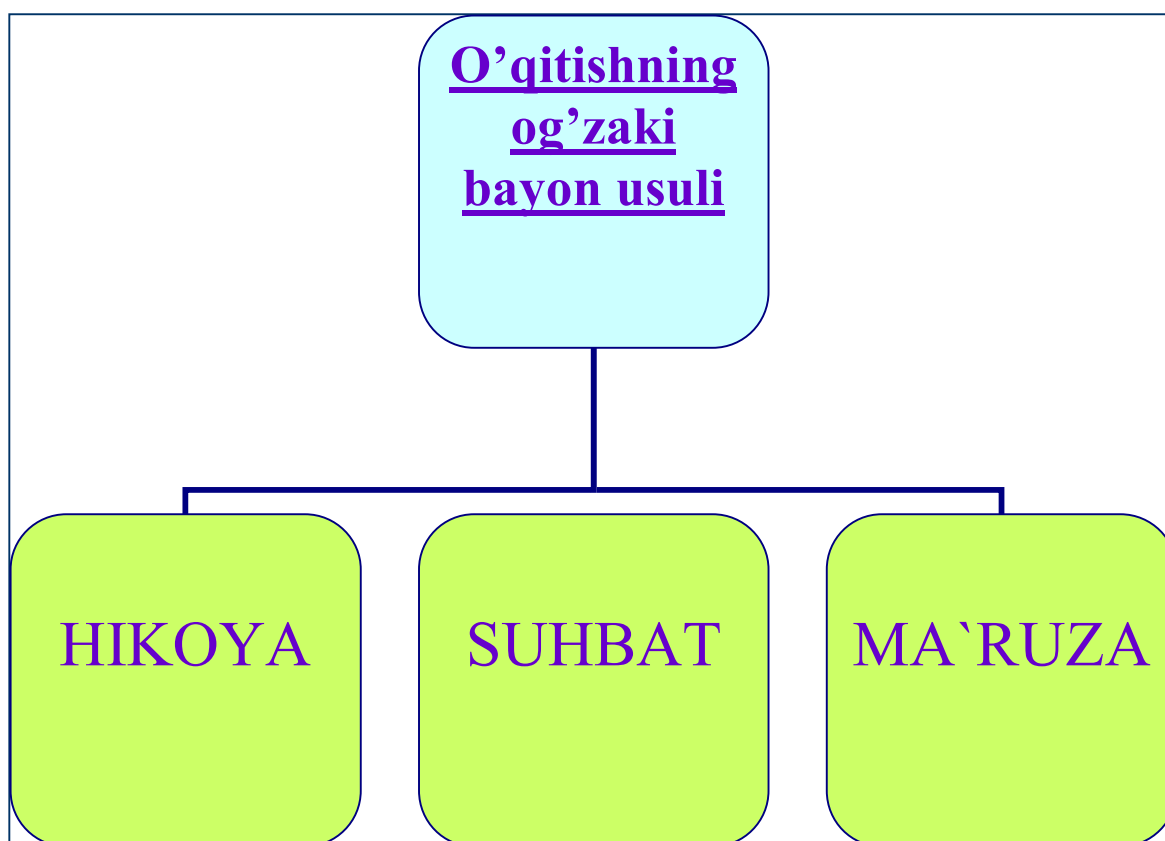 O’qitishning
og’zaki
bayon usuli
HIKOYA
SUHBAT
MA`RUZA